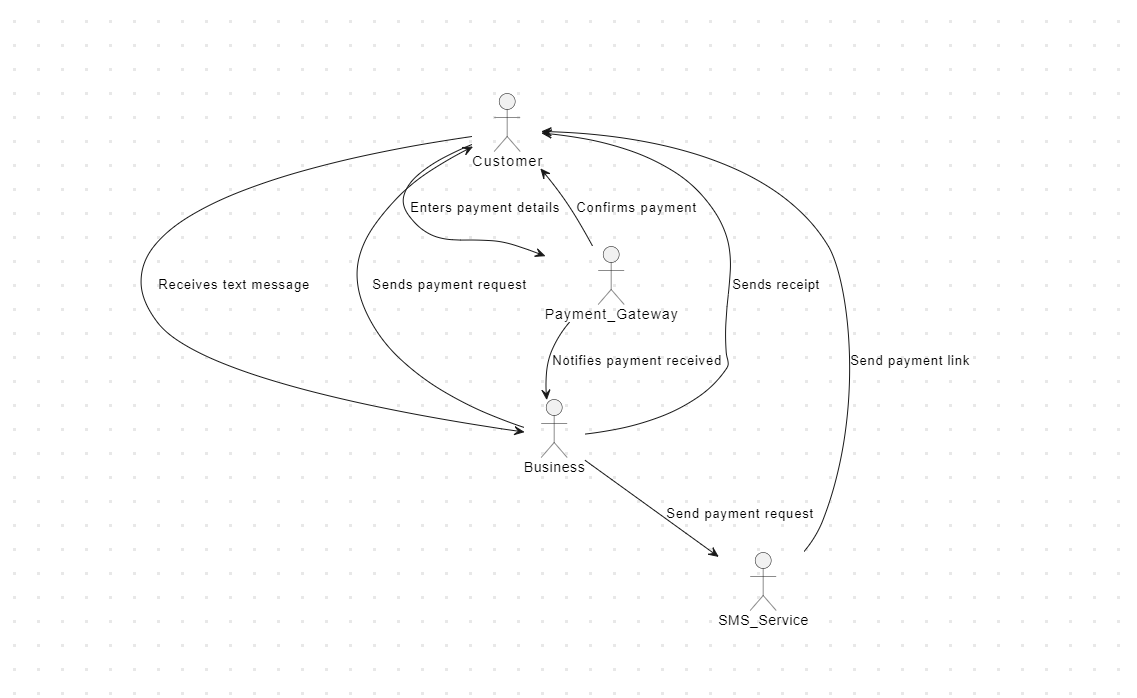 Customer
Enters payment details
Confirms payment
Receives text message
Sends payment request
Sends receipt
Payment_Gateway
Notifies payment received
Send payment link
Business
Send payment request
SMS_Service